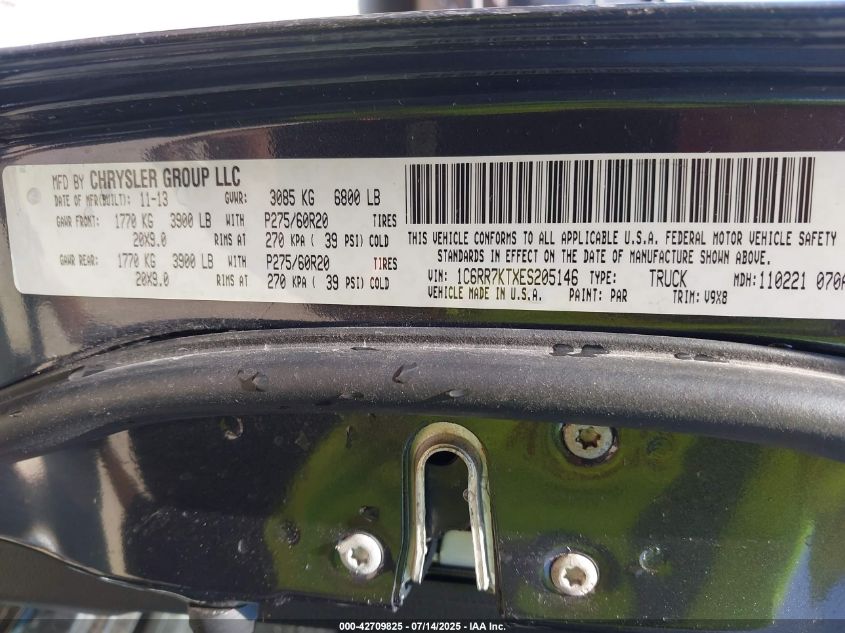 MFD BY CHRYSLER GROUP LLC
DATE OF MFR(BUILT): 11-13 GVWR: 3085 KG 6800 LB
GAWR FRONT: 1770 KG 3900 LB WITH P275/60R20 TIRES
20X9.0 RIMS AT 270 KPA ( 39 PSI) COLD
GAWR REAR: 1770 KG 3900 LB WITH P275/60R20 TIRES
20X9.0 RIMS AT 270 KPA ( 39 PSI) COLD
THIS VEHICLE CONFORMS TO ALL APPLICABLE U.S.A. FEDERAL MOTOR VEHICLE SAFETY
STANDARDS IN EFFECT ON THE DATE OF MANUFACTURE SHOWN ABOVE.
VIN: 1C6RR7KTXES205146 TYPE: TRUCK MDH: 110221 070A
VEHICLE MADE IN U.S.A. PAINT: PAR TRIM: V9X8
000-42709825 - 07/14/2025 - IAA Inc.